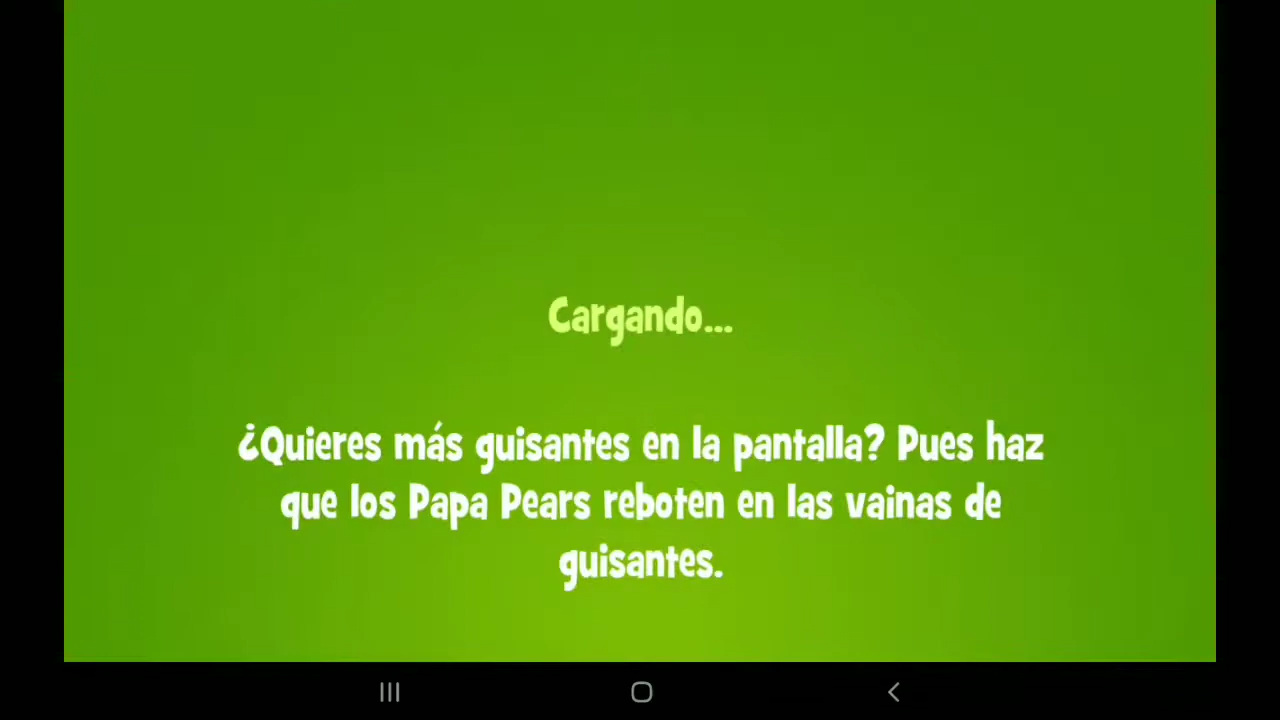 Cargando...
¿Quieres más guisantes en la pantalla? Pues haz
que los Papa Pears reboten en las vainas de
guisantes.